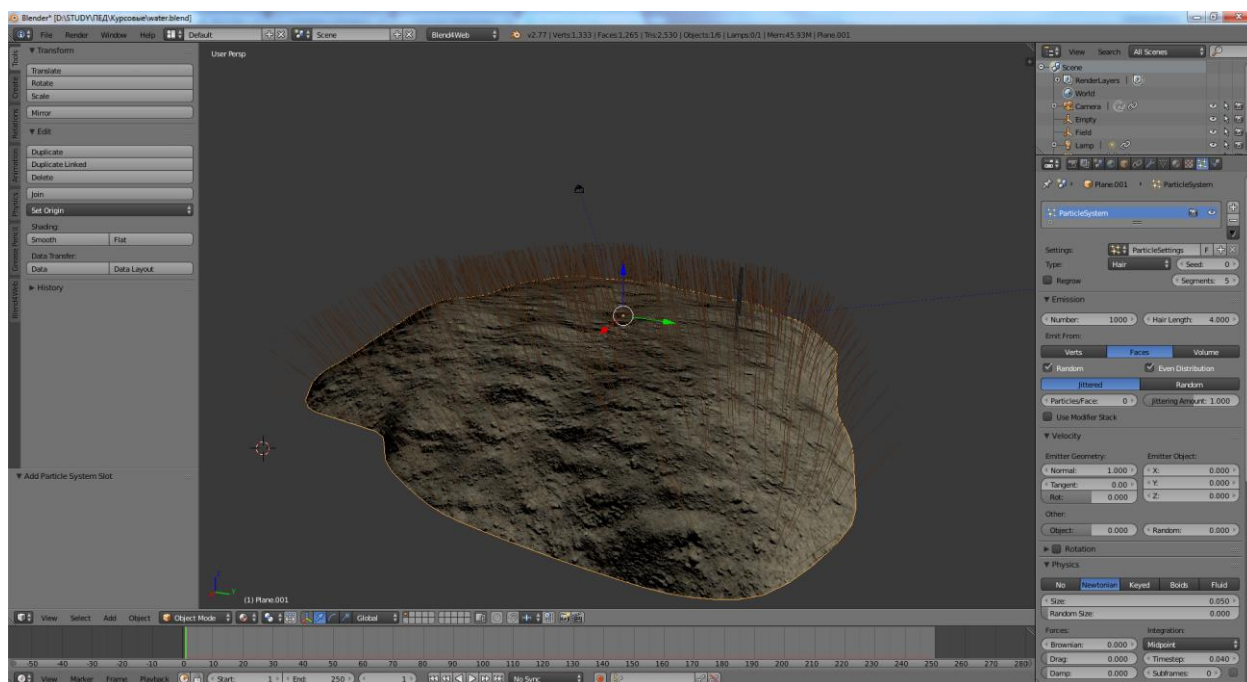 Blender* [D:\STUDY\ПЕД\Курсовые\water.blend]
File Render Window Help Default Scene Blend4Web v2.77 | Verts:1,333 | Faces:1,265 | Tris:2,530 | Objects:1/6 | Lamps:0/1 | Mem:45.93M | Plane.001
Tools
Create
Relations
Animation
Physics
Grease Pencil
Blend4Web
Transform
Translate
Rotate
Scale
Mirror
Edit
Duplicate
Duplicate Linked
Delete
Join
Set Origin
Shading:
Smooth Flat
Data Transfer:
Data Data Layout
History
Add Particle System Slot
User Persp
(1) Plane.001
View Select Add Object Object Mode Global
-50 -40 -30 -20 -10 0 10 20 30 40 50 60 70 80 90 100 110 120 130 140 150 160 170 180 190 200 210 220 230 240 250 260 270 280
View Marker Frame Playback Start: 1 End: 250 1 No Sync
View Search All Scenes
Scene
RenderLayers
World
Camera
Empty
Field
Lamp
Plane.001 ParticleSystem
ParticleSystem
Settings: ParticleSettings F
Type: Hair Seed: 0
Regrow Segments: 5
Emission
Number: 1000 Hair Length: 4.000
Emit From:
Verts Faces Volume
Random Even Distribution
Jittered Random
Particles/Face: 0 Jittering Amount: 1.000
Use Modifier Stack
Velocity
Emitter Geometry: Emitter Object:
Normal: 1.000 X: 0.000
Tangent: 0.00 Y: 0.000
Rot: 0.000 Z: 0.000
Other:
Object: 0.000 Random: 0.000
Rotation
Physics
No Newtonian Keyed Boids Fluid
Size: 0.050
Random Size: 0.000
Forces: Integration:
Brownian: 0.000 Midpoint
Drag: 0.000 Timestep: 0.040
Damp: 0.000 Subframes: 0